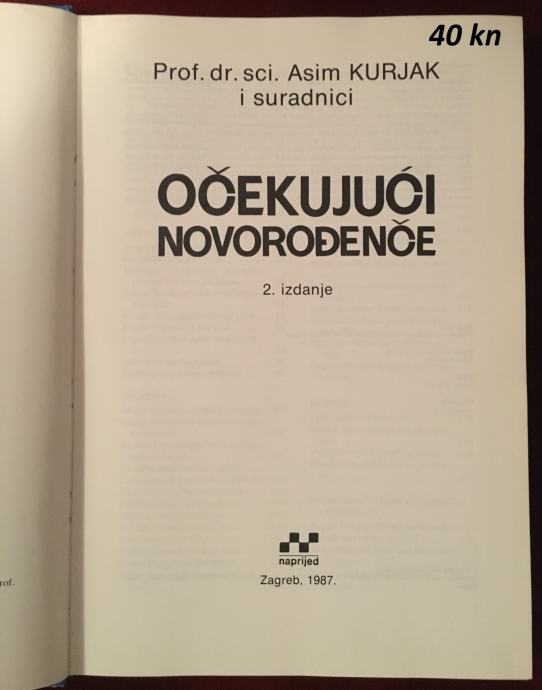 40 kn
Prof. dr. sci. Asim KURJAK
i suradnici
OČEKUJUĆI
NOVOROĐENČE
2. izdanje
naprijed
Zagreb, 1987.
rof.